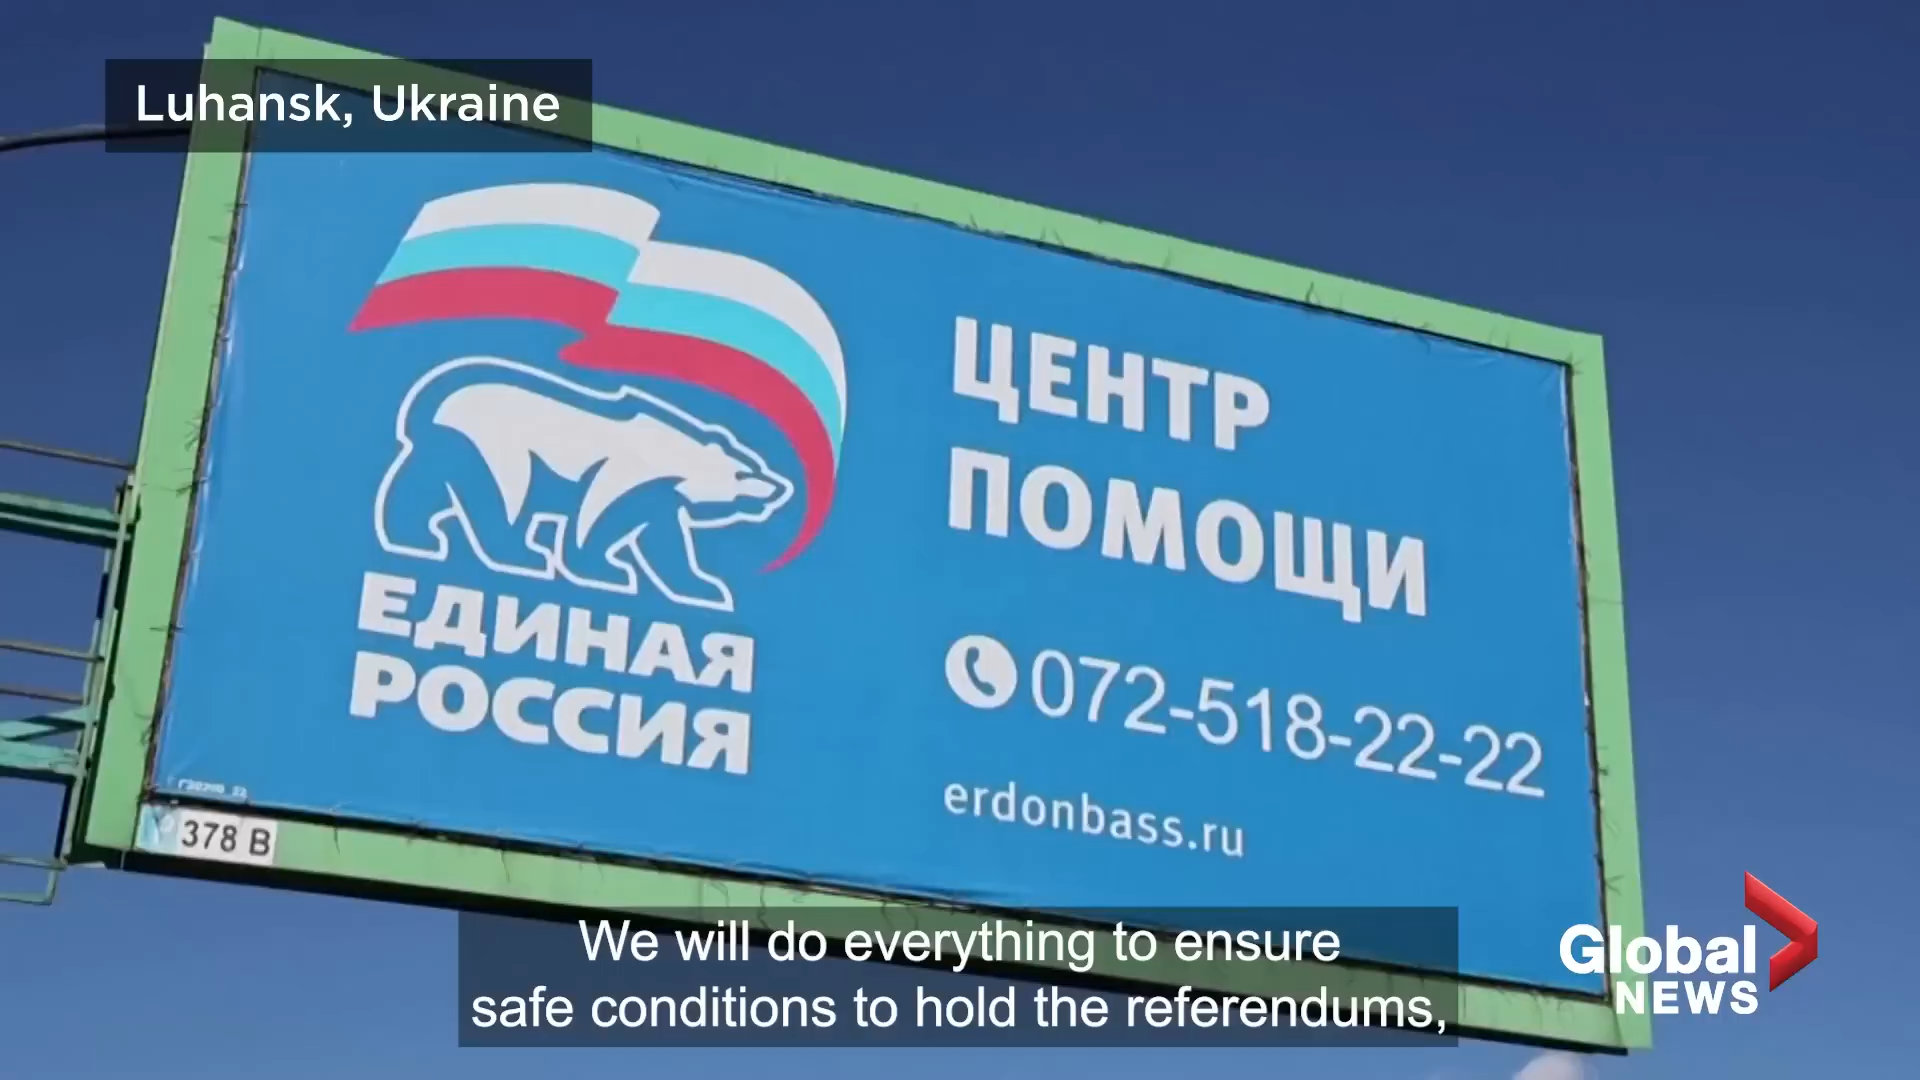 Luhansk, Ukraine
ЕДИНАЯ
РОССИЯ
ЦЕНТР
ПОМОЩИ
072-518-22-22
erdonbass.ru
378 В
We will do everything to ensure
safe conditions to hold the referendums,
Global
NEWS